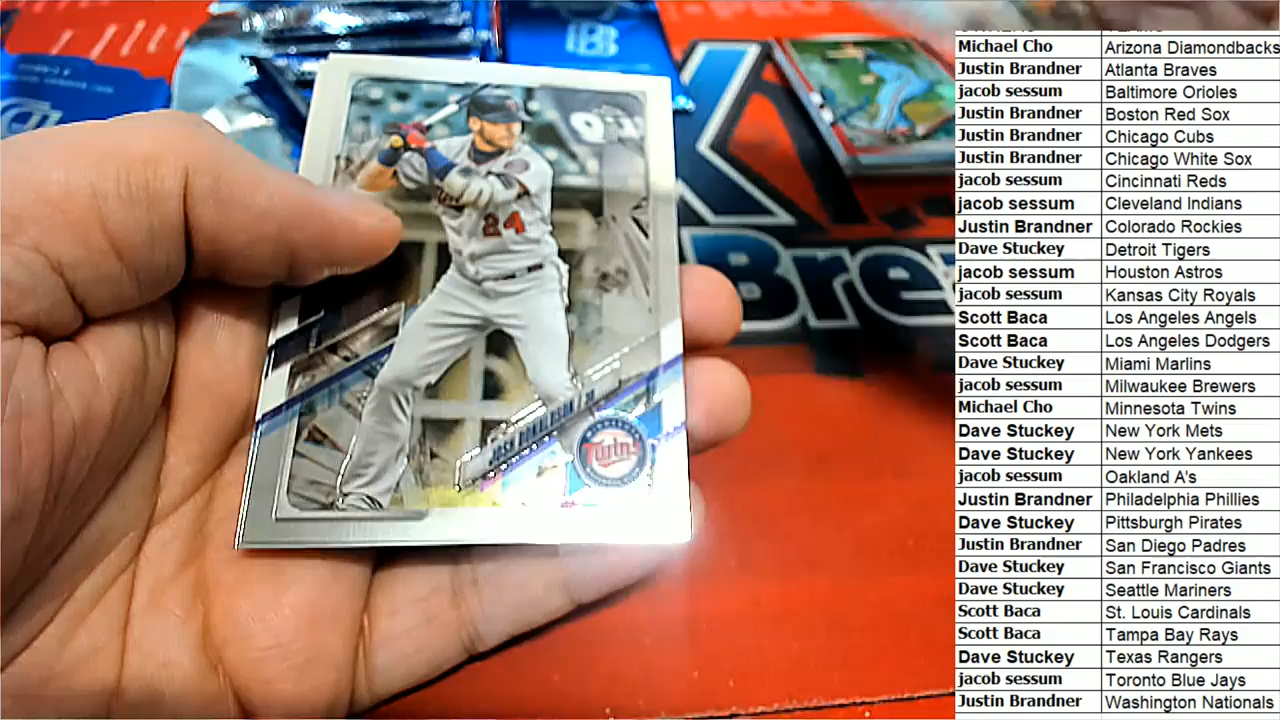 24
JOSH DONALDSON
Twins
Brea
Michael Cho Arizona Diamondbacks
Justin Brandner Atlanta Braves
jacob sessum Baltimore Orioles
Justin Brandner Boston Red Sox
Justin Brandner Chicago Cubs
Justin Brandner Chicago White Sox
jacob sessum Cincinnati Reds
jacob sessum Cleveland Indians
Justin Brandner Colorado Rockies
Dave Stuckey Detroit Tigers
jacob sessum Houston Astros
jacob sessum Kansas City Royals
Scott Baca Los Angeles Angels
Scott Baca Los Angeles Dodgers
Dave Stuckey Miami Marlins
jacob sessum Milwaukee Brewers
Michael Cho Minnesota Twins
Dave Stuckey New York Mets
Dave Stuckey New York Yankees
jacob sessum Oakland A's
Justin Brandner Philadelphia Phillies
Dave Stuckey Pittsburgh Pirates
Justin Brandner San Diego Padres
Dave Stuckey San Francisco Giants
Dave Stuckey Seattle Mariners
Scott Baca St. Louis Cardinals
Scott Baca Tampa Bay Rays
Dave Stuckey Texas Rangers
jacob sessum Toronto Blue Jays
Justin Brandner Washington Nationals